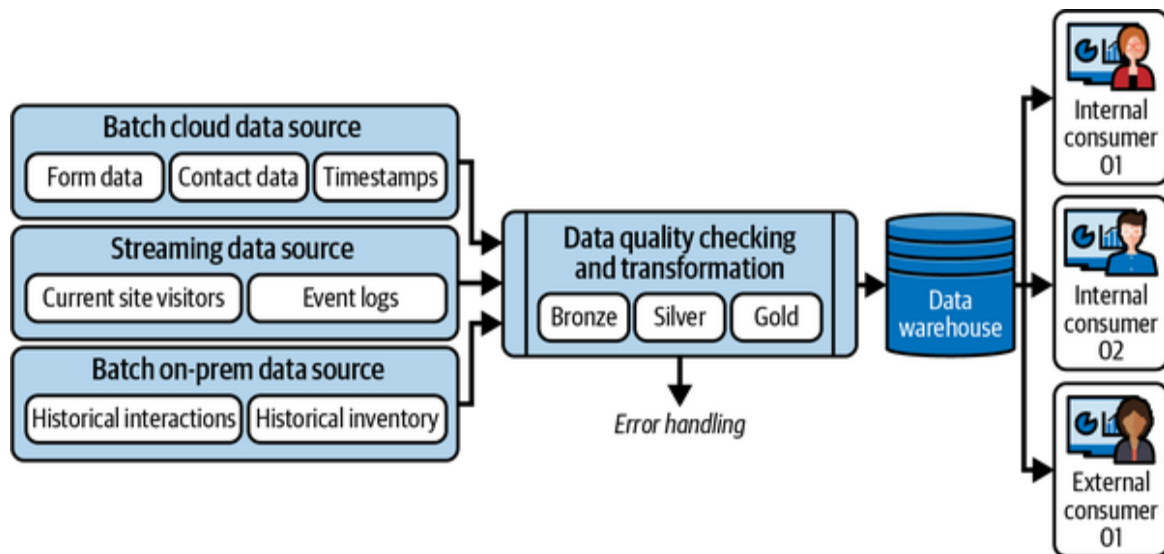 Batch cloud data source
Form data
Contact data
Timestamps
Streaming data source
Current site visitors
Event logs
Batch on-prem data source
Historical interactions
Historical inventory
Data quality checking
and transformation
Bronze
Silver
Gold
Error handling
Data
warehouse
Internal
consumer
01
Internal
consumer
02
External
consumer
01